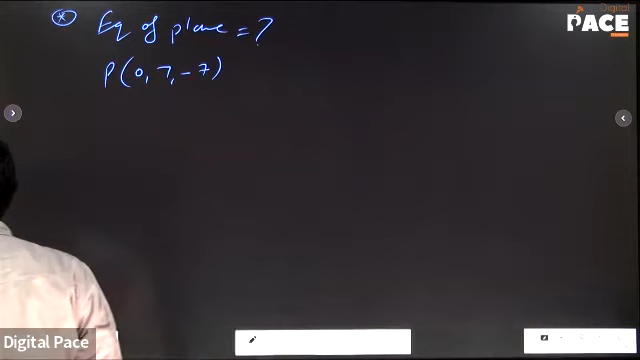 * Eq of plane = ?
P(0, 7, -7)
Digital
PACE
Digital Pace